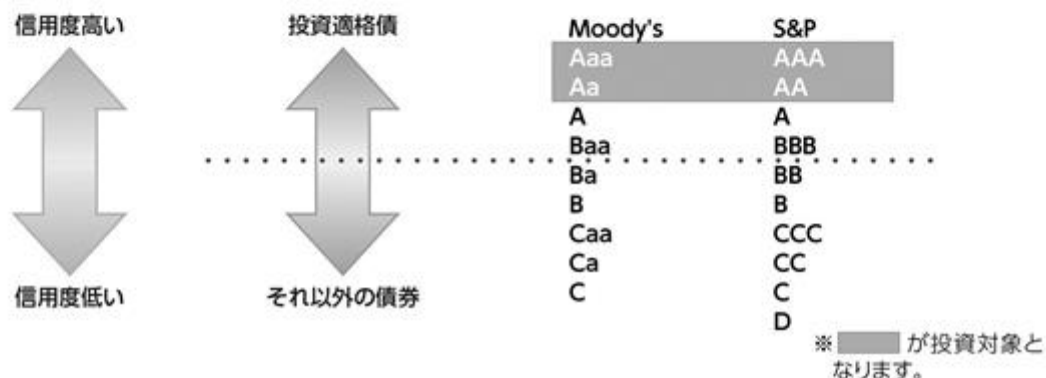 信用度高い 投資適格債 Moody's S&P
Aaa AAA
Aa AA
A A
Baa BBB
Ba BB
B B
Caa CCC
Ca CC
信用度低い それ以外の債券 C C
D
※ が投資対象と
なります。